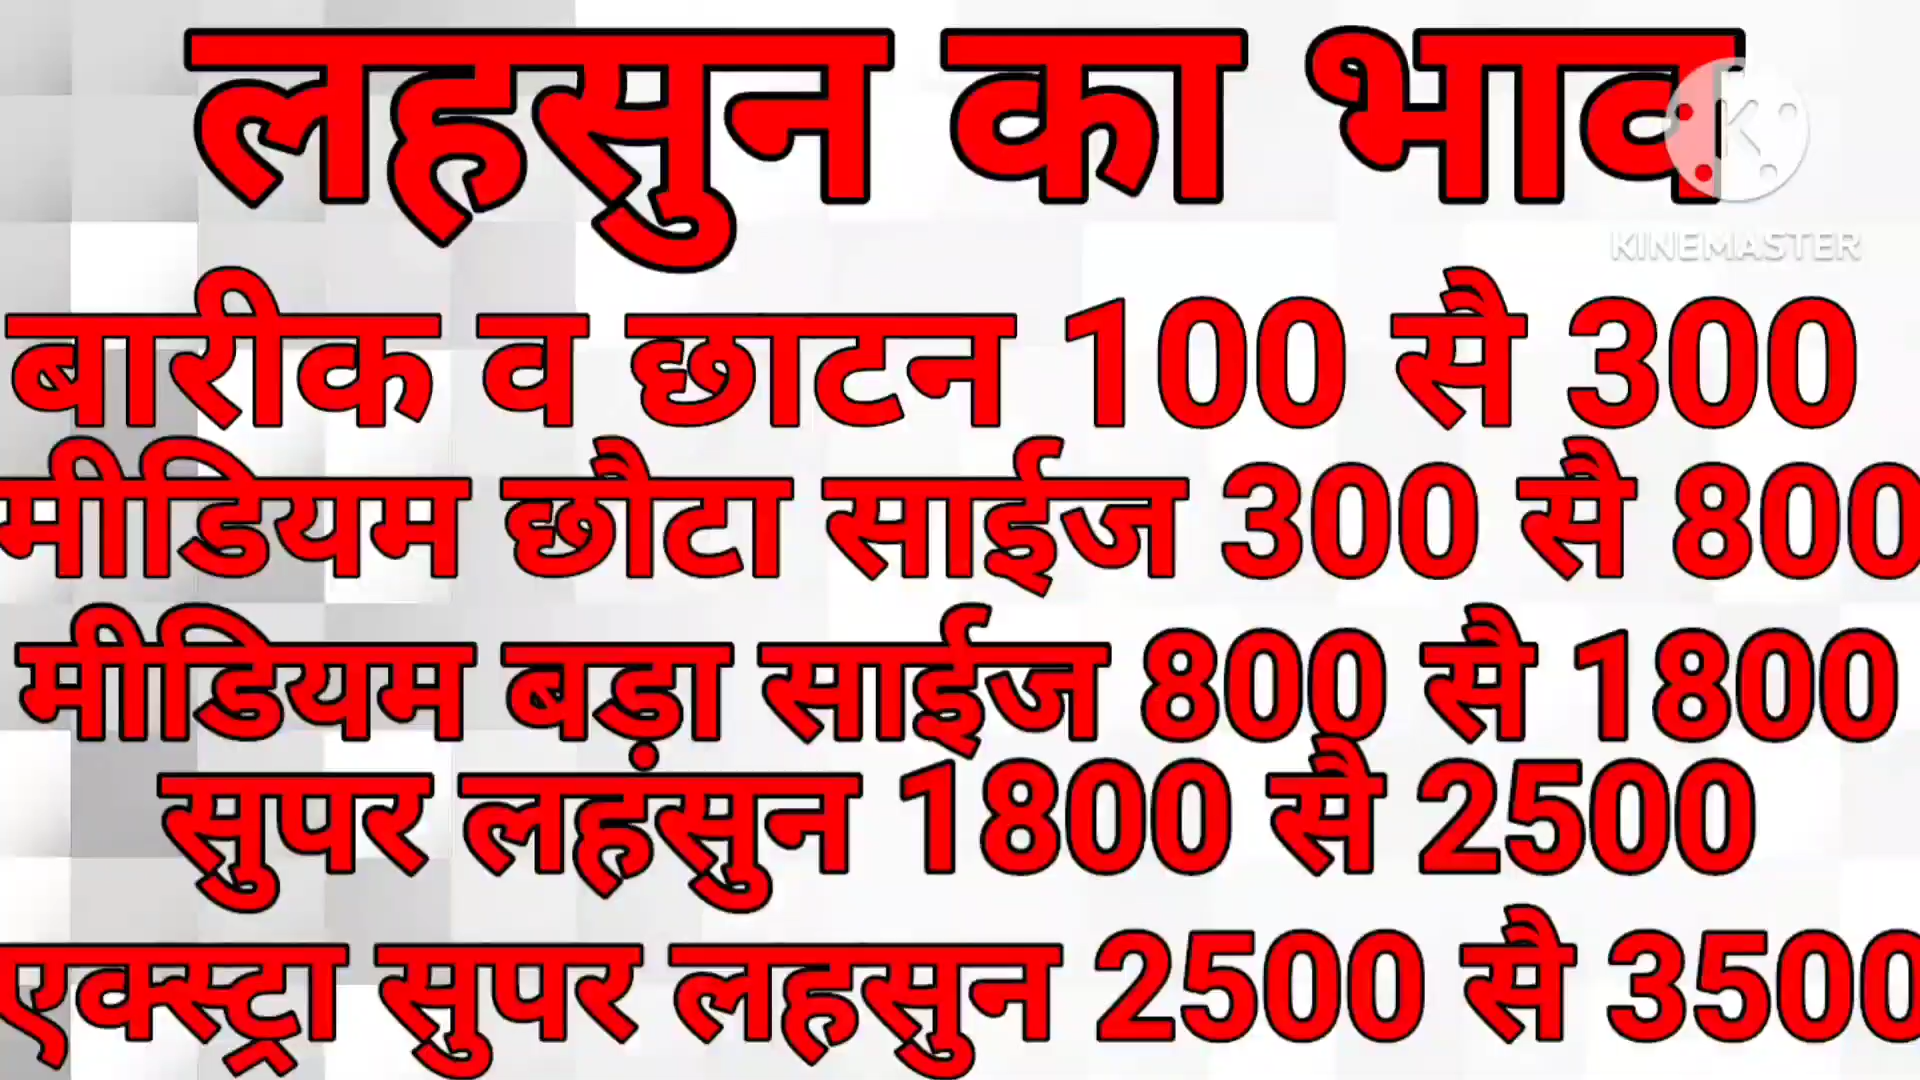 लहसुन का भाव
KINEMASTER
बारीक व छाटन 100 सै 300
मीडियम छौटा साईज 300 सै 800
मीडियम बड़ा साईज 800 सै 1800
सुपर लहंसुन 1800 सै 2500
एक्स्ट्रा सुपर लहसुन 2500 सै 3500